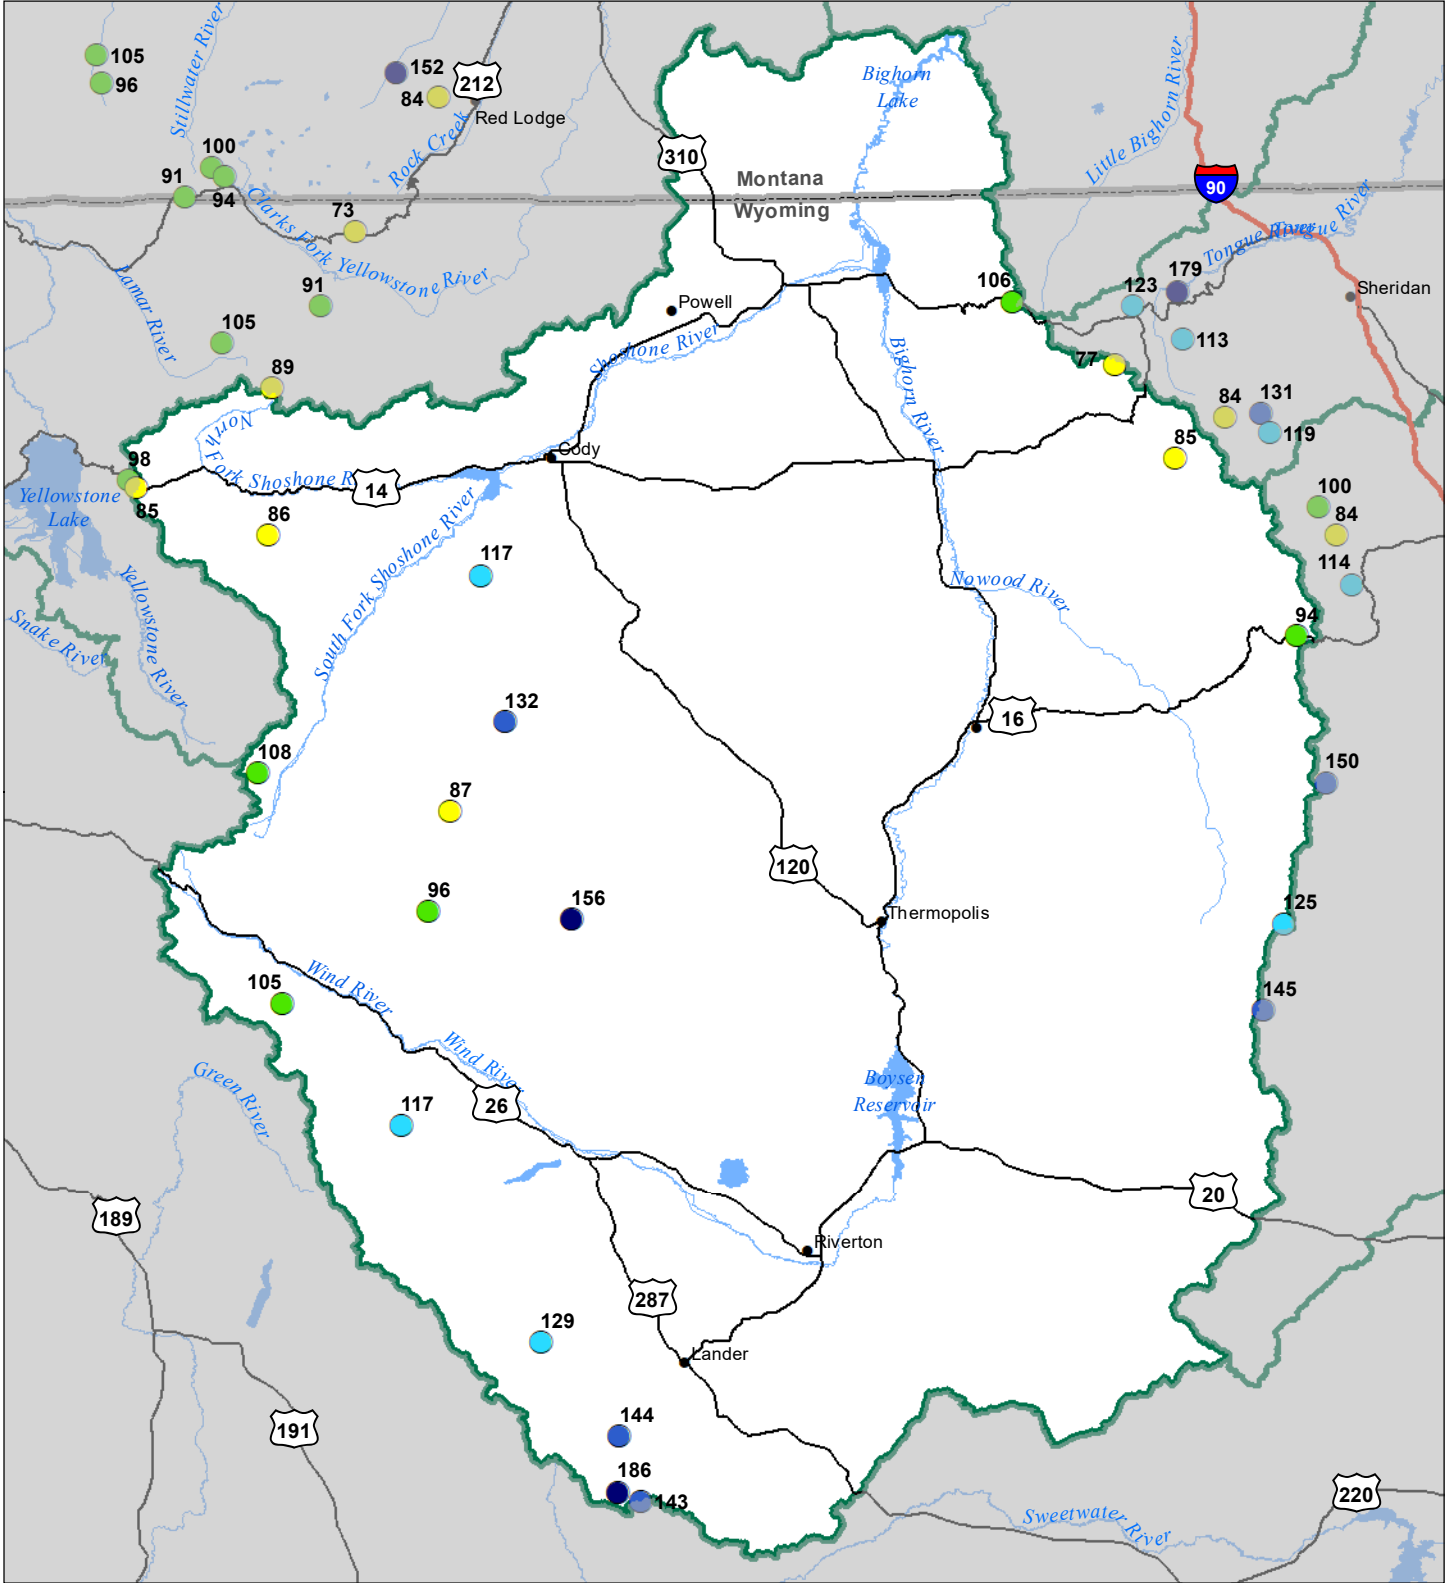 105
96
Stillwater River
152
84
212
Red Lodge
Rock Creek
100
91
94
73
Clarks Fork Yellowstone River
91
Lamar River
105
89
310
Montana
Wyoming
Bighorn
Lake
Little Bighorn River
90
Tongue River
Tongue River
179
123
106
113
Sheridan
77
84
131
119
85
Powell
Shoshone River
Bighorn River
North
Fork Shoshone R
14
Cody
98
85
Yellowstone
Lake
86
117
South Fork Shoshone River
Yellowstone River
Snake River
100
84
114
94
Nowood River
16
132
108
87
150
120
96
156
Thermopolis
125
145
105
Wind River
Wind River
26
117
Green River
Boysen
Reservoir
20
189
Riverton
287
129
Lander
191
144
186
143
220
Sweetwater River